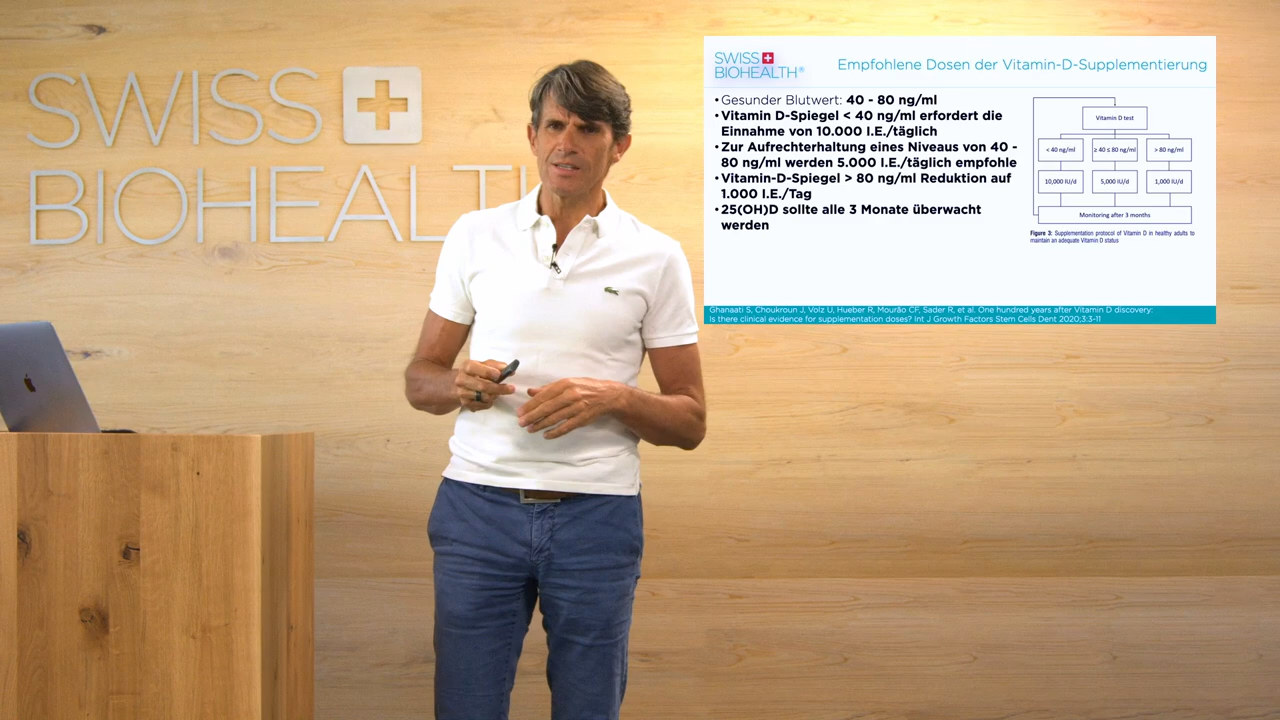 SWISS
BIOHEALT
SWISS
BIOHEALTH®
Empfohlene Dosen der Vitamin-D-Supplementierung
• Gesunder Blutwert: 40 - 80 ng/ml
• Vitamin D-Spiegel < 40 ng/ml erfordert die
Einnahme von 10.000 I.E./täglich
• Zur Aufrechterhaltung eines Niveaus von 40 -
80 ng/ml werden 5.000 I.E./täglich empfohle
• Vitamin-D-Spiegel > 80 ng/ml Reduktion auf
1.000 I.E./Tag
• 25(OH)D sollte alle 3 Monate überwacht
werden
Vitamin D test
< 40 ng/ml
≥ 40 ≤ 80 ng/ml
> 80 ng/ml
10,000 IU/d
5,000 IU/d
1,000 IU/d
Monitoring after 3 months
Figure 3: Supplementation protocol of Vitamin D in healthy adults to
maintain an adequate Vitamin D status
Ghanaati S, Choukroun J, Volz U, Hueber R, Mourão CF, Sader R, et al. One hundred years after Vitamin D discovery:
Is there clinical evidence for supplementation doses? Int J Growth Factors Stem Cells Dent 2020;3:3-11